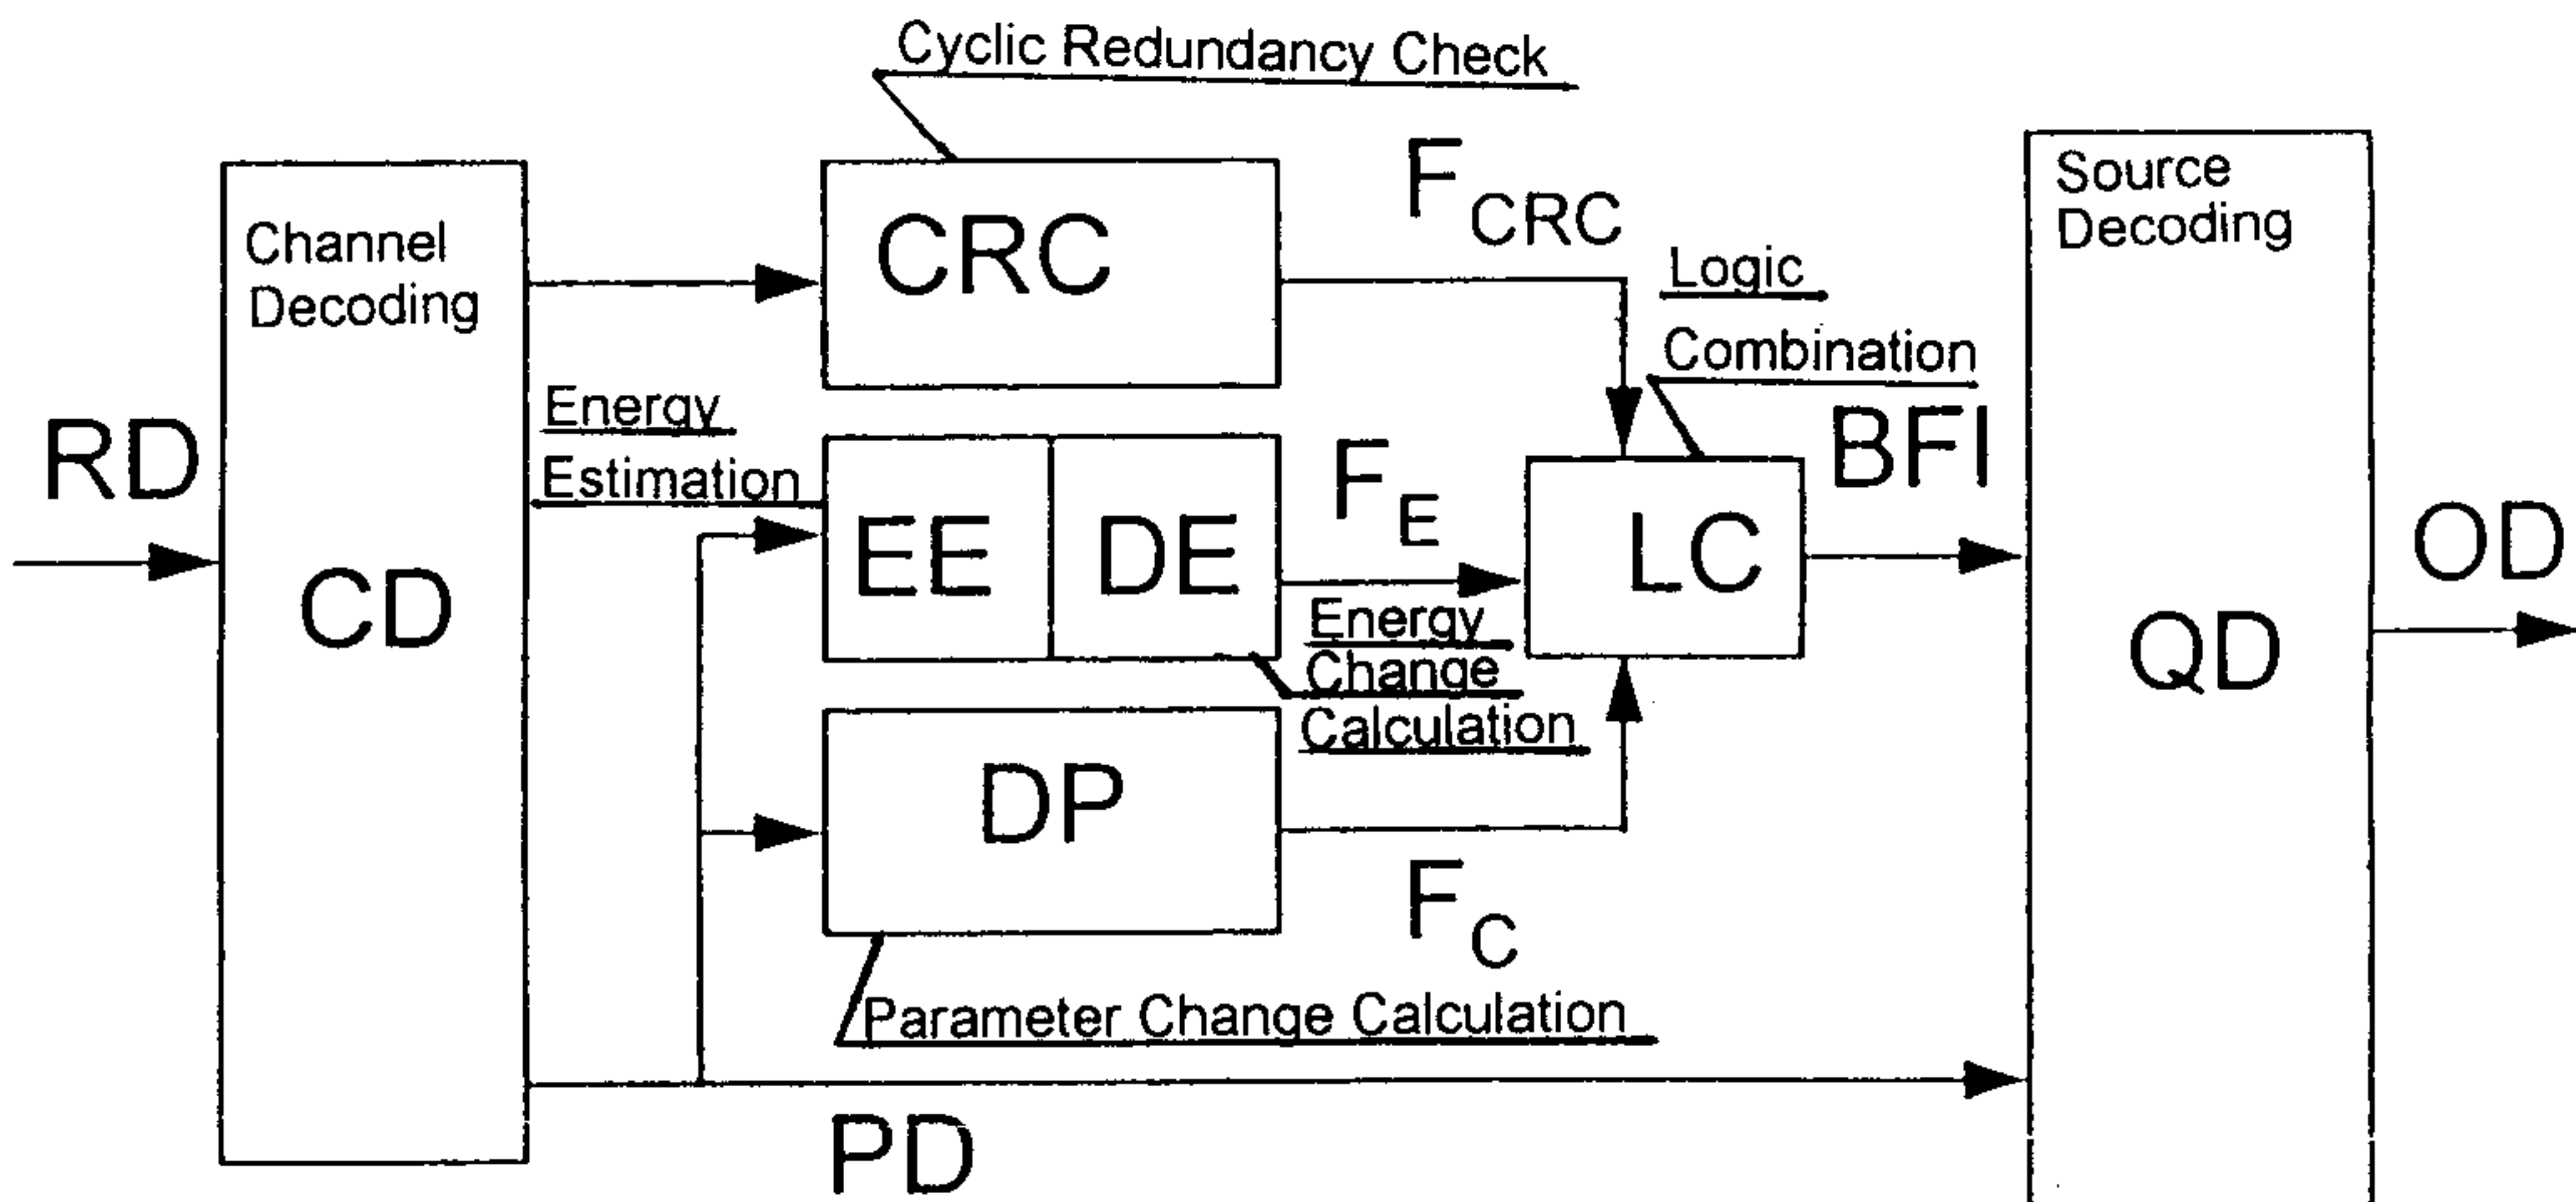 Cyclic Redundancy Check
Channel
Decoding
CRC
F CRC
Source
Decoding
Logic
Combination
RD
Energy
Estimation
EE
DE
F E
LC
BFI
CD
Energy
Change
Calculation
QD
OD
DP
F C
Parameter Change Calculation
PD